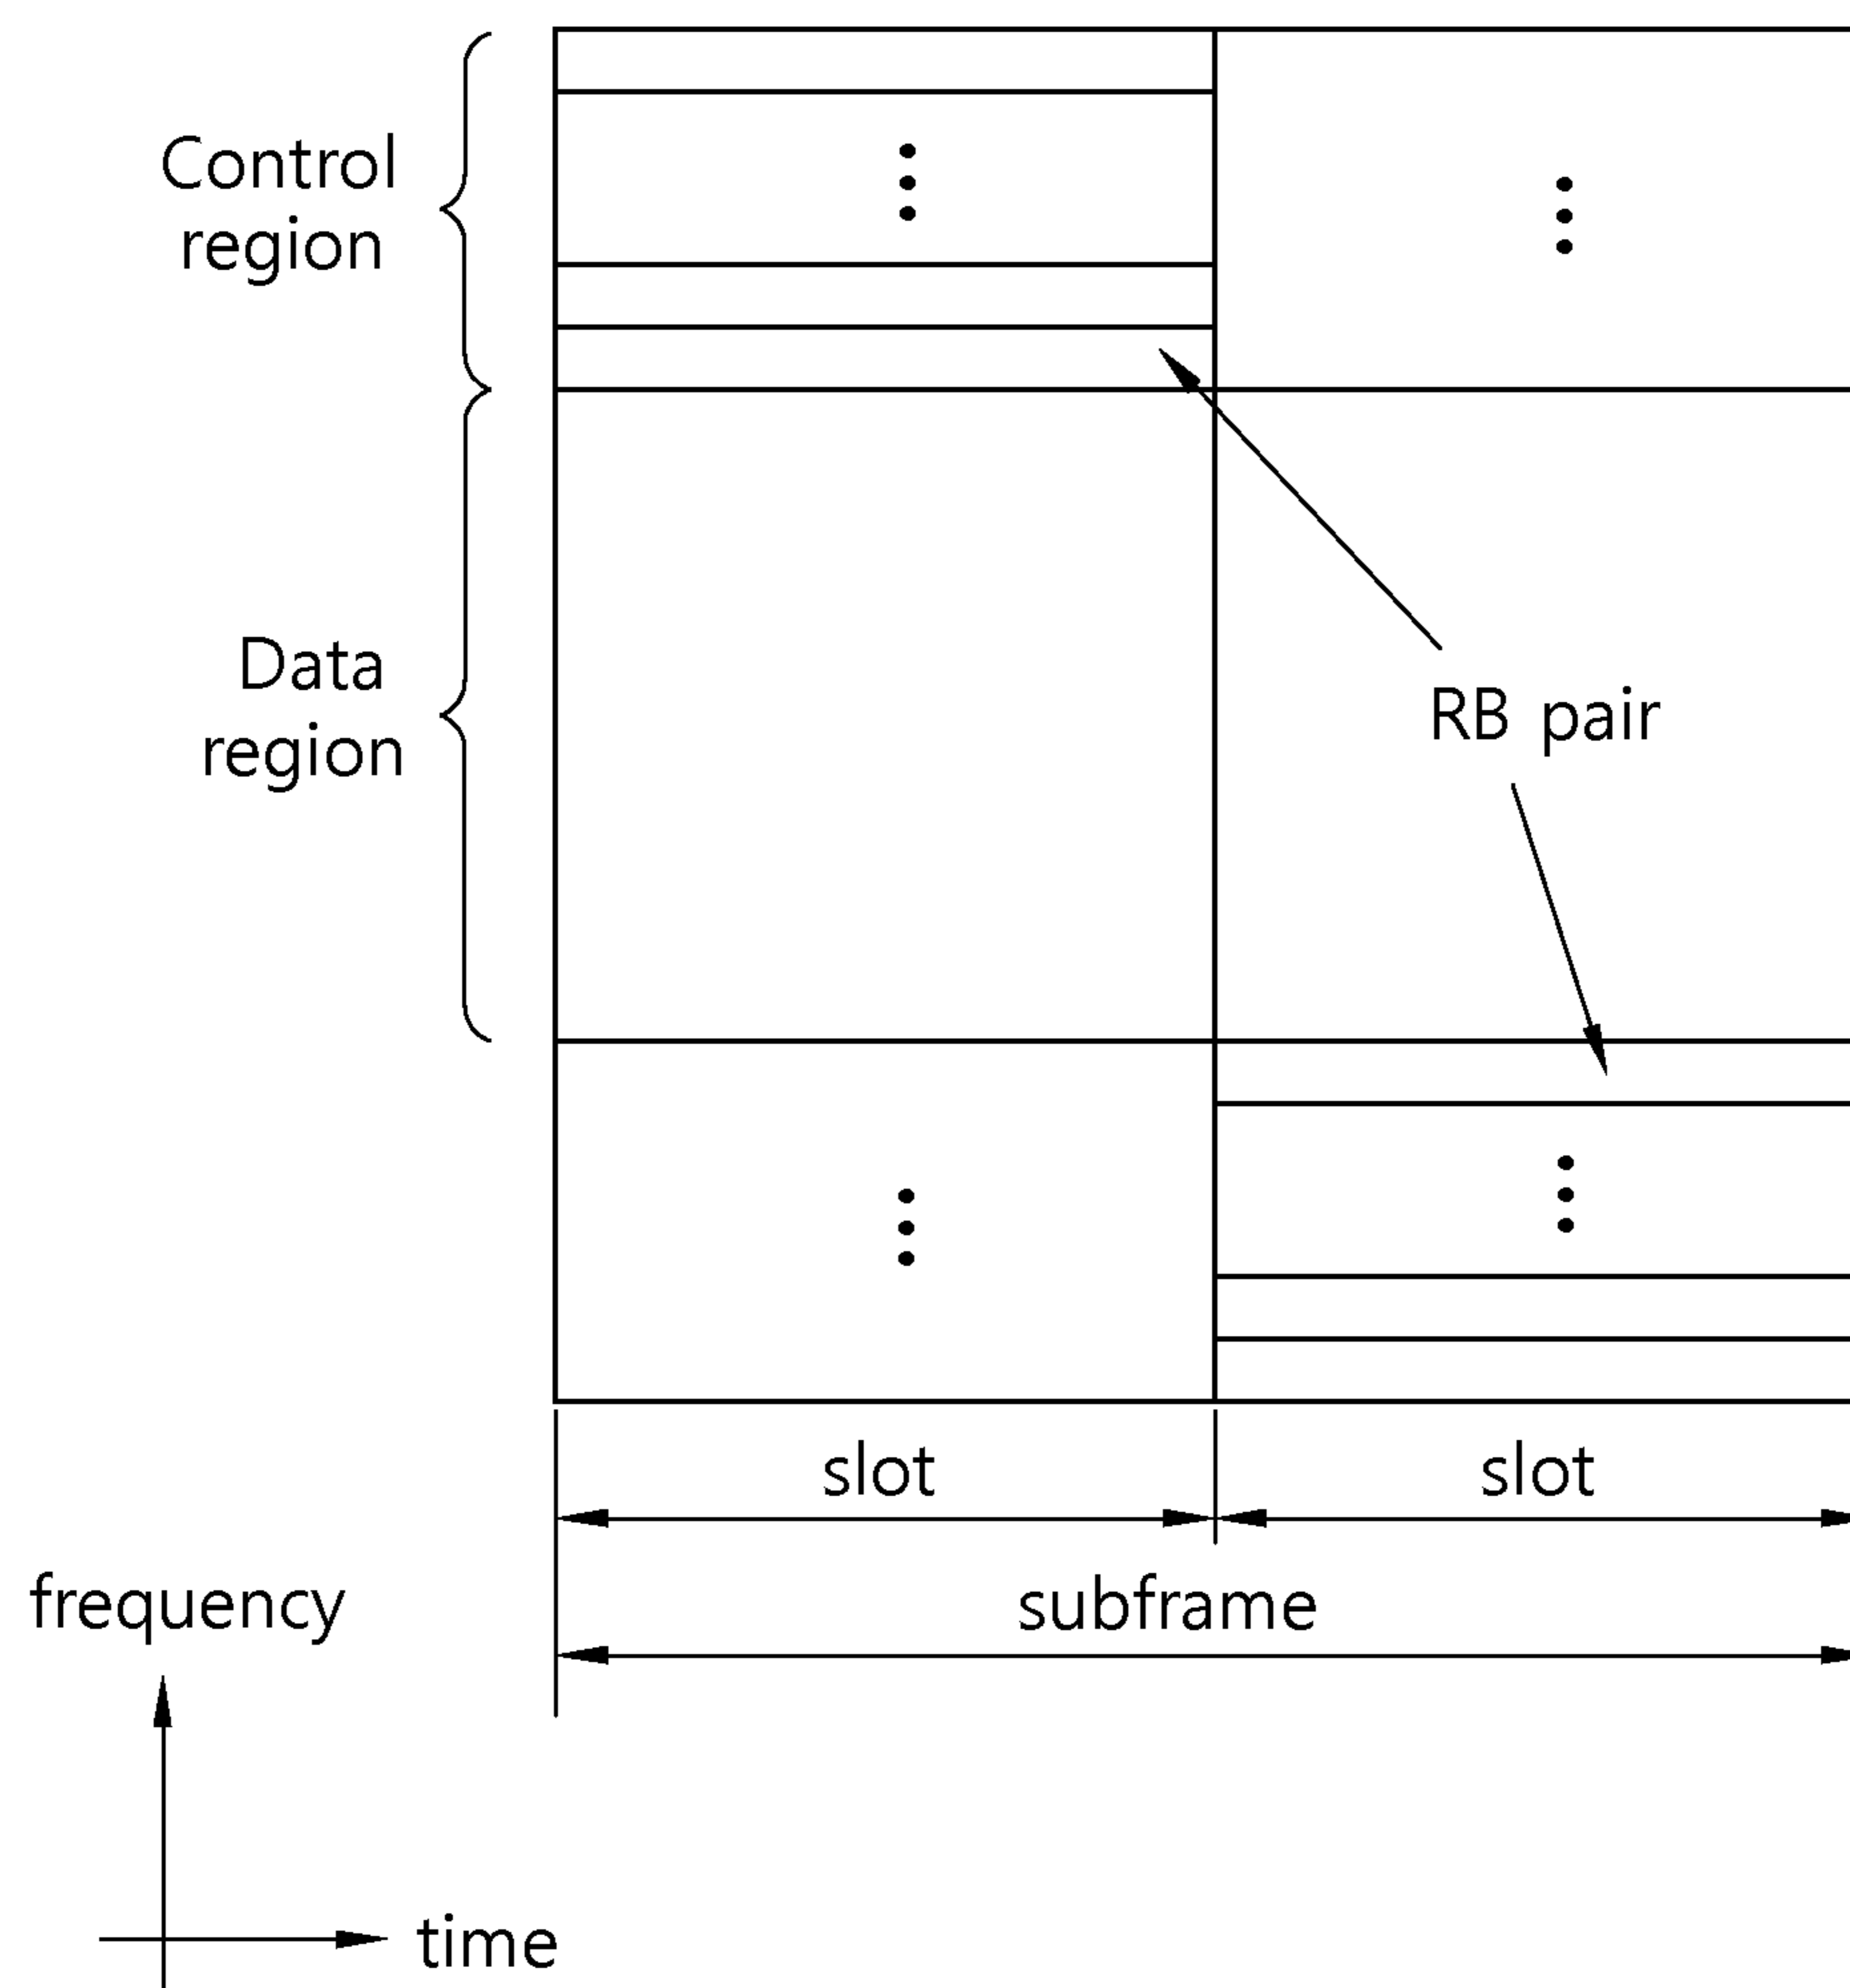 Control
region
Data
region
RB pair
slot
slot
subframe
frequency
time